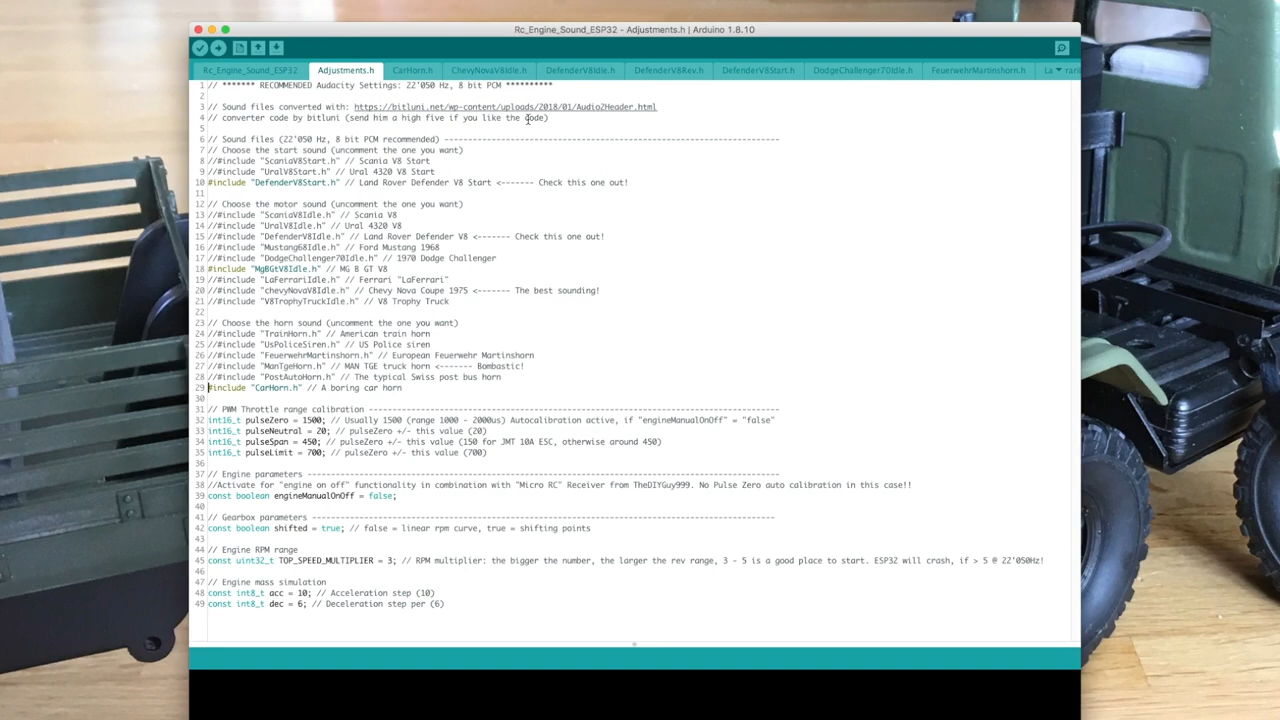 Rc_Engine_Sound_ESP32 - Adjustments.h | Arduino 1.8.10
Rc_Engine_Sound_ESP32 Adjustments.h CarHorn.h ChevyNovaV8Idle.h DefenderV8Idle.h DefenderV8Rev.h DefenderV8Start.h DodgeChallenger70Idle.h FeuerwehrMartinshorn.h La rari
1 // ******* RECOMMENDED Audacity Settings: 22'050 Hz, 8 bit PCM **********
2
3 // Sound files converted with: https://bitluni.net/wp-content/uploads/2018/01/Audio2Header.html
4 // converter code by bitluni (send him a high five if you like the code)
5
6 // Sound files (22'050 Hz, 8 bit PCM recommended) -----------------------------------------------------------------------
7 // Choose the start sound (uncomment the one you want)
8 //#include "ScaniaV8Start.h" // Scania V8 Start
9 //#include "UralV8Start.h" // Ural 4320 V8 Start
10 #include "DefenderV8Start.h" // Land Rover Defender V8 Start <------- Check this one out!
11
12 // Choose the motor sound (uncomment the one you want)
13 //#include "ScaniaV8Idle.h" // Scania V8
14 //#include "UralV8Idle.h" // Ural 4320 V8
15 //#include "DefenderV8Idle.h" // Land Rover Defender V8 <------- Check this one out!
16 //#include "Mustang68Idle.h" // Ford Mustang 1968
17 //#include "DodgeChallenger70Idle.h" // 1970 Dodge Challenger
18 #include "MgBGtV8Idle.h" // MG B GT V8
19 //#include "LaFerrariIdle.h" // Ferrari "LaFerrari"
20 //#include "chevyNovaV8Idle.h" // Chevy Nova Coupe 1975 <------- The best sounding!
21 //#include "V8TrophyTruckIdle.h" // V8 Trophy Truck
22
23 // Choose the horn sound (uncomment the one you want)
24 //#include "TrainHorn.h" // American train horn
25 //#include "UsPoliceSiren.h" // US Police siren
26 //#include "FeuerwehrMartinshorn.h" // European Feuerwehr Martinshorn
27 //#include "ManTgeHorn.h" // MAN TGE truck horn <------- Bombastic!
28 //#include "PostAutoHorn.h" // The typical Swiss post bus horn
29 #include "CarHorn.h" // A boring car horn
30
31 // PWM Throttle range calibration -----------------------------------------------------------------------------------
32 int16_t pulseZero = 1500; // Usually 1500 (range 1000 - 2000us) Autocalibration active, if "engineManualOnOff" = "false"
33 int16_t pulseNeutral = 20; // pulseZero +/- this value (20)
34 int16_t pulseSpan = 450; // pulseZero +/- this value (150 for JMT 10A ESC, otherwise around 450)
35 int16_t pulseLimit = 700; // pulseZero +/- this value (700)
36
37 // Engine parameters ------------------------------------------------------------------------------------------------
38 //Activate for "engine on off" functionality in combination with "Micro RC" Receiver from TheDIYGuy999. No Pulse Zero auto calibration in this case!!
39 const boolean engineManualOnOff = false;
40
41 // Gearbox parameters -----------------------------------------------------------------------------------------------
42 const boolean shifted = true; // false = linear rpm curve, true = shifting points
43
44 // Engine RPM range
45 const uint32_t TOP_SPEED_MULTIPLIER = 3; // RPM multiplier: the bigger the number, the larger the rev range, 3 - 5 is a good place to start. ESP32 will crash, if > 5 @ 22'050Hz!
46
47 // Engine mass simulation
48 const int8_t acc = 10; // Acceleration step (10)
49 const int8_t dec = 6; // Deceleration step per (6)